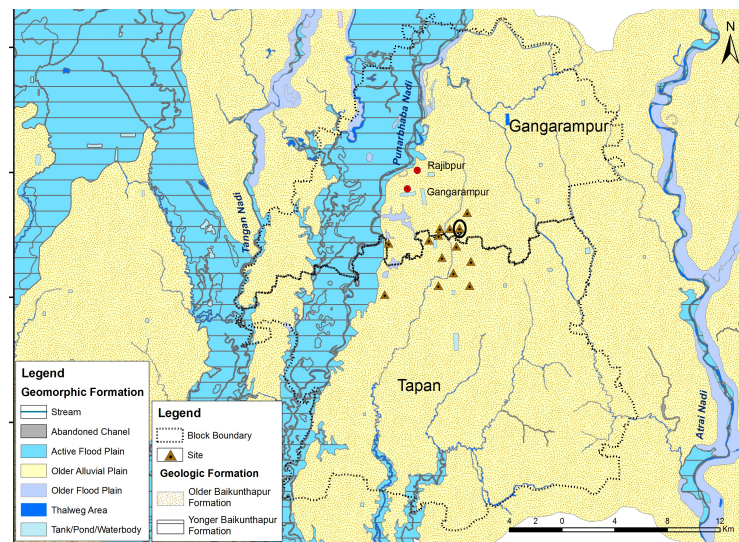 N
Gangarampur
Punarbhaba Nadi
Rajibpur
Gangarampur
Tangan Nadi
Tapan
Atrai Nadi
Legend
Geomorphic Formation
Stream
Abandoned Chanel
Active Flood Plain
Older Alluvial Plain
Older Flood Plain
Thalweg Area
Tank/Pond/Waterbody
Legend
Block Boundary
Site
Geologic Formation
Older Baikunthapur
Formation
Yonger Baikunthapur
Formation
4 2 0 4 8 12
Km